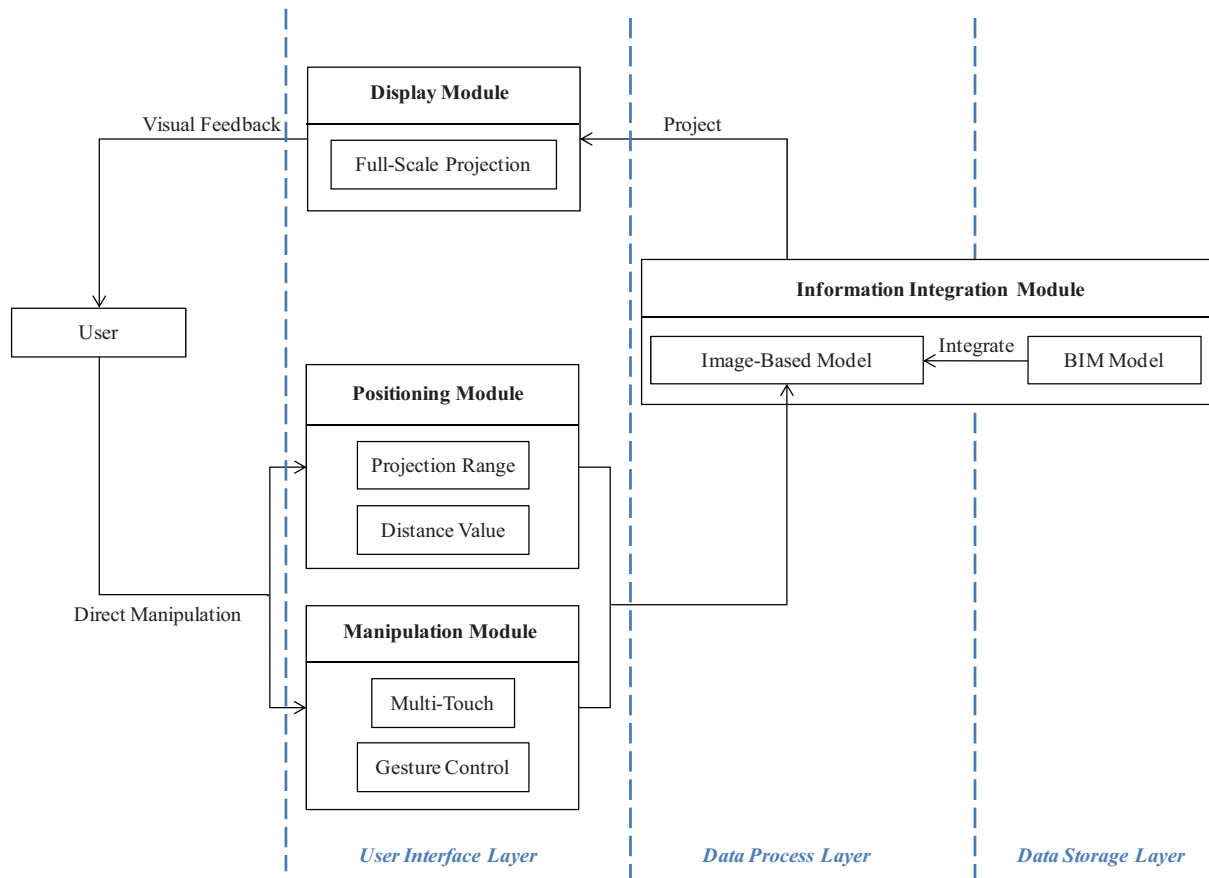 Display Module
Visual Feedback
Project
Full-Scale Projection
Information Integration Module
User
Image-Based Model
Integrate
BIM Model
Positioning Module
Projection Range
Distance Value
Direct Manipulation
Manipulation Module
Multi-Touch
Gesture Control
User Interface Layer
Data Process Layer
Data Storage Layer